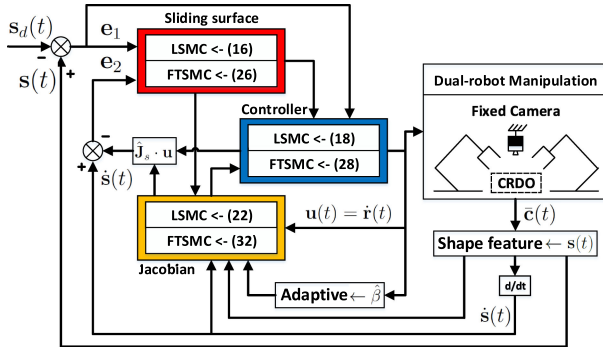 s_d(t)
e_1
Sliding surface
LSMC <- (16)
FTSMC <- (26)
s(t)
e_2
Controller
LSMC <- (18)
FTSMC <- (28)
Dual-robot Manipulation
Fixed Camera
CRDO
Ĵ_s · u
ṡ(t)
LSMC <- (22)
FTSMC <- (32)
Jacobian
u(t) = ṙ(t)
c̄(t)
Shape feature ← s(t)
Adaptive ← β̂
d/dt
ṡ(t)